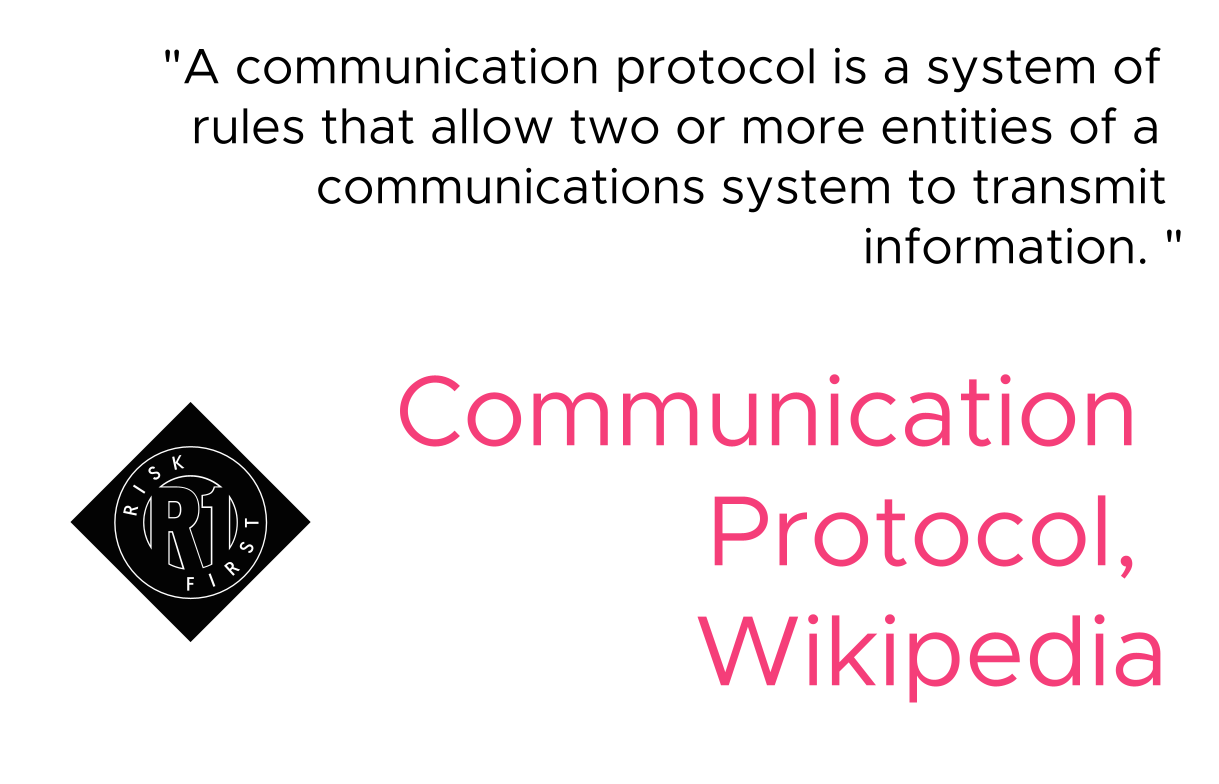 "A communication protocol is a system of
rules that allow two or more entities of a
communications system to transmit
information. "
Communication
Protocol,
Wikipedia
RISK
R1
FIRST